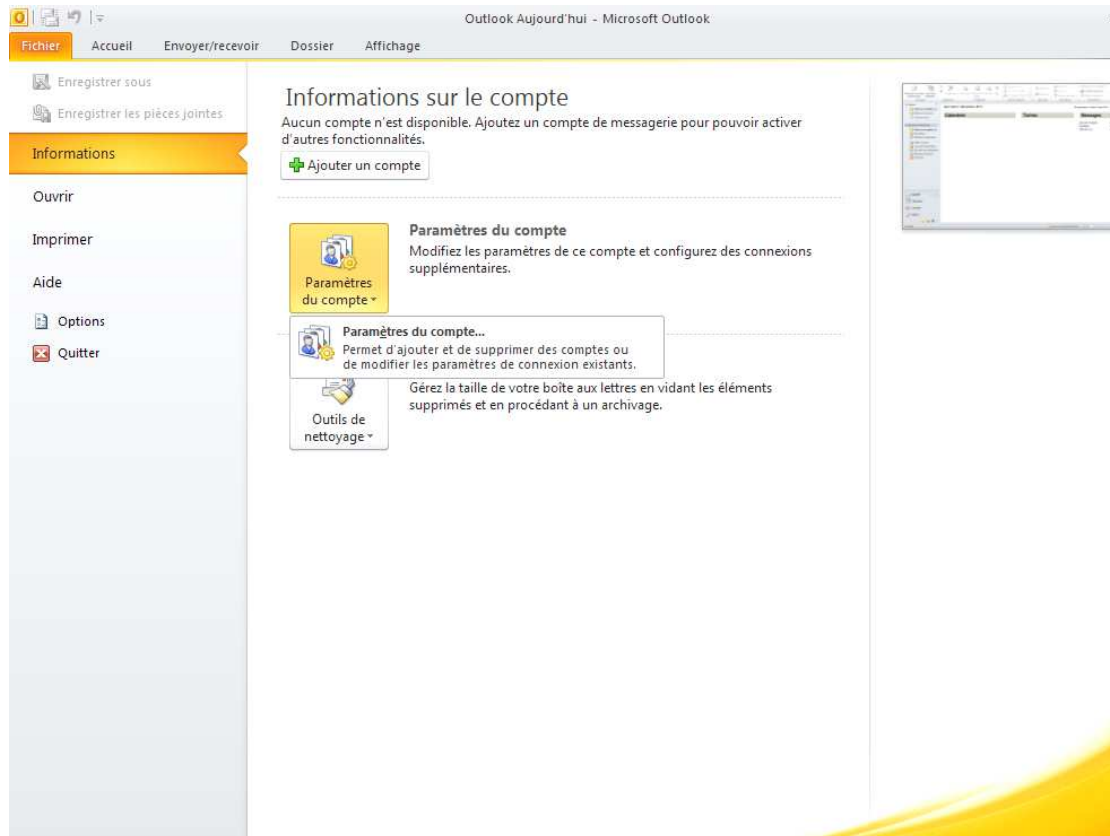 Outlook Aujourd'hui - Microsoft Outlook
Fichier Accueil Envoyer/recevoir Dossier Affichage
Enregistrer sous
Enregistrer les pièces jointes
Informations
Ouvrir
Imprimer
Aide
Options
Quitter
Informations sur le compte
Aucun compte n'est disponible. Ajoutez un compte de messagerie pour pouvoir activer
d'autres fonctionnalités.
Ajouter un compte
Paramètres
du compte
Paramètres du compte
Modifiez les paramètres de ce compte et configurez des connexions
supplémentaires.
Paramètres du compte...
Permet d'ajouter et de supprimer des comptes ou
de modifier les paramètres de connexion existants.
Outils de
nettoyage
Gérez la taille de votre boîte aux lettres en vidant les éléments
supprimés et en procédant à un archivage.